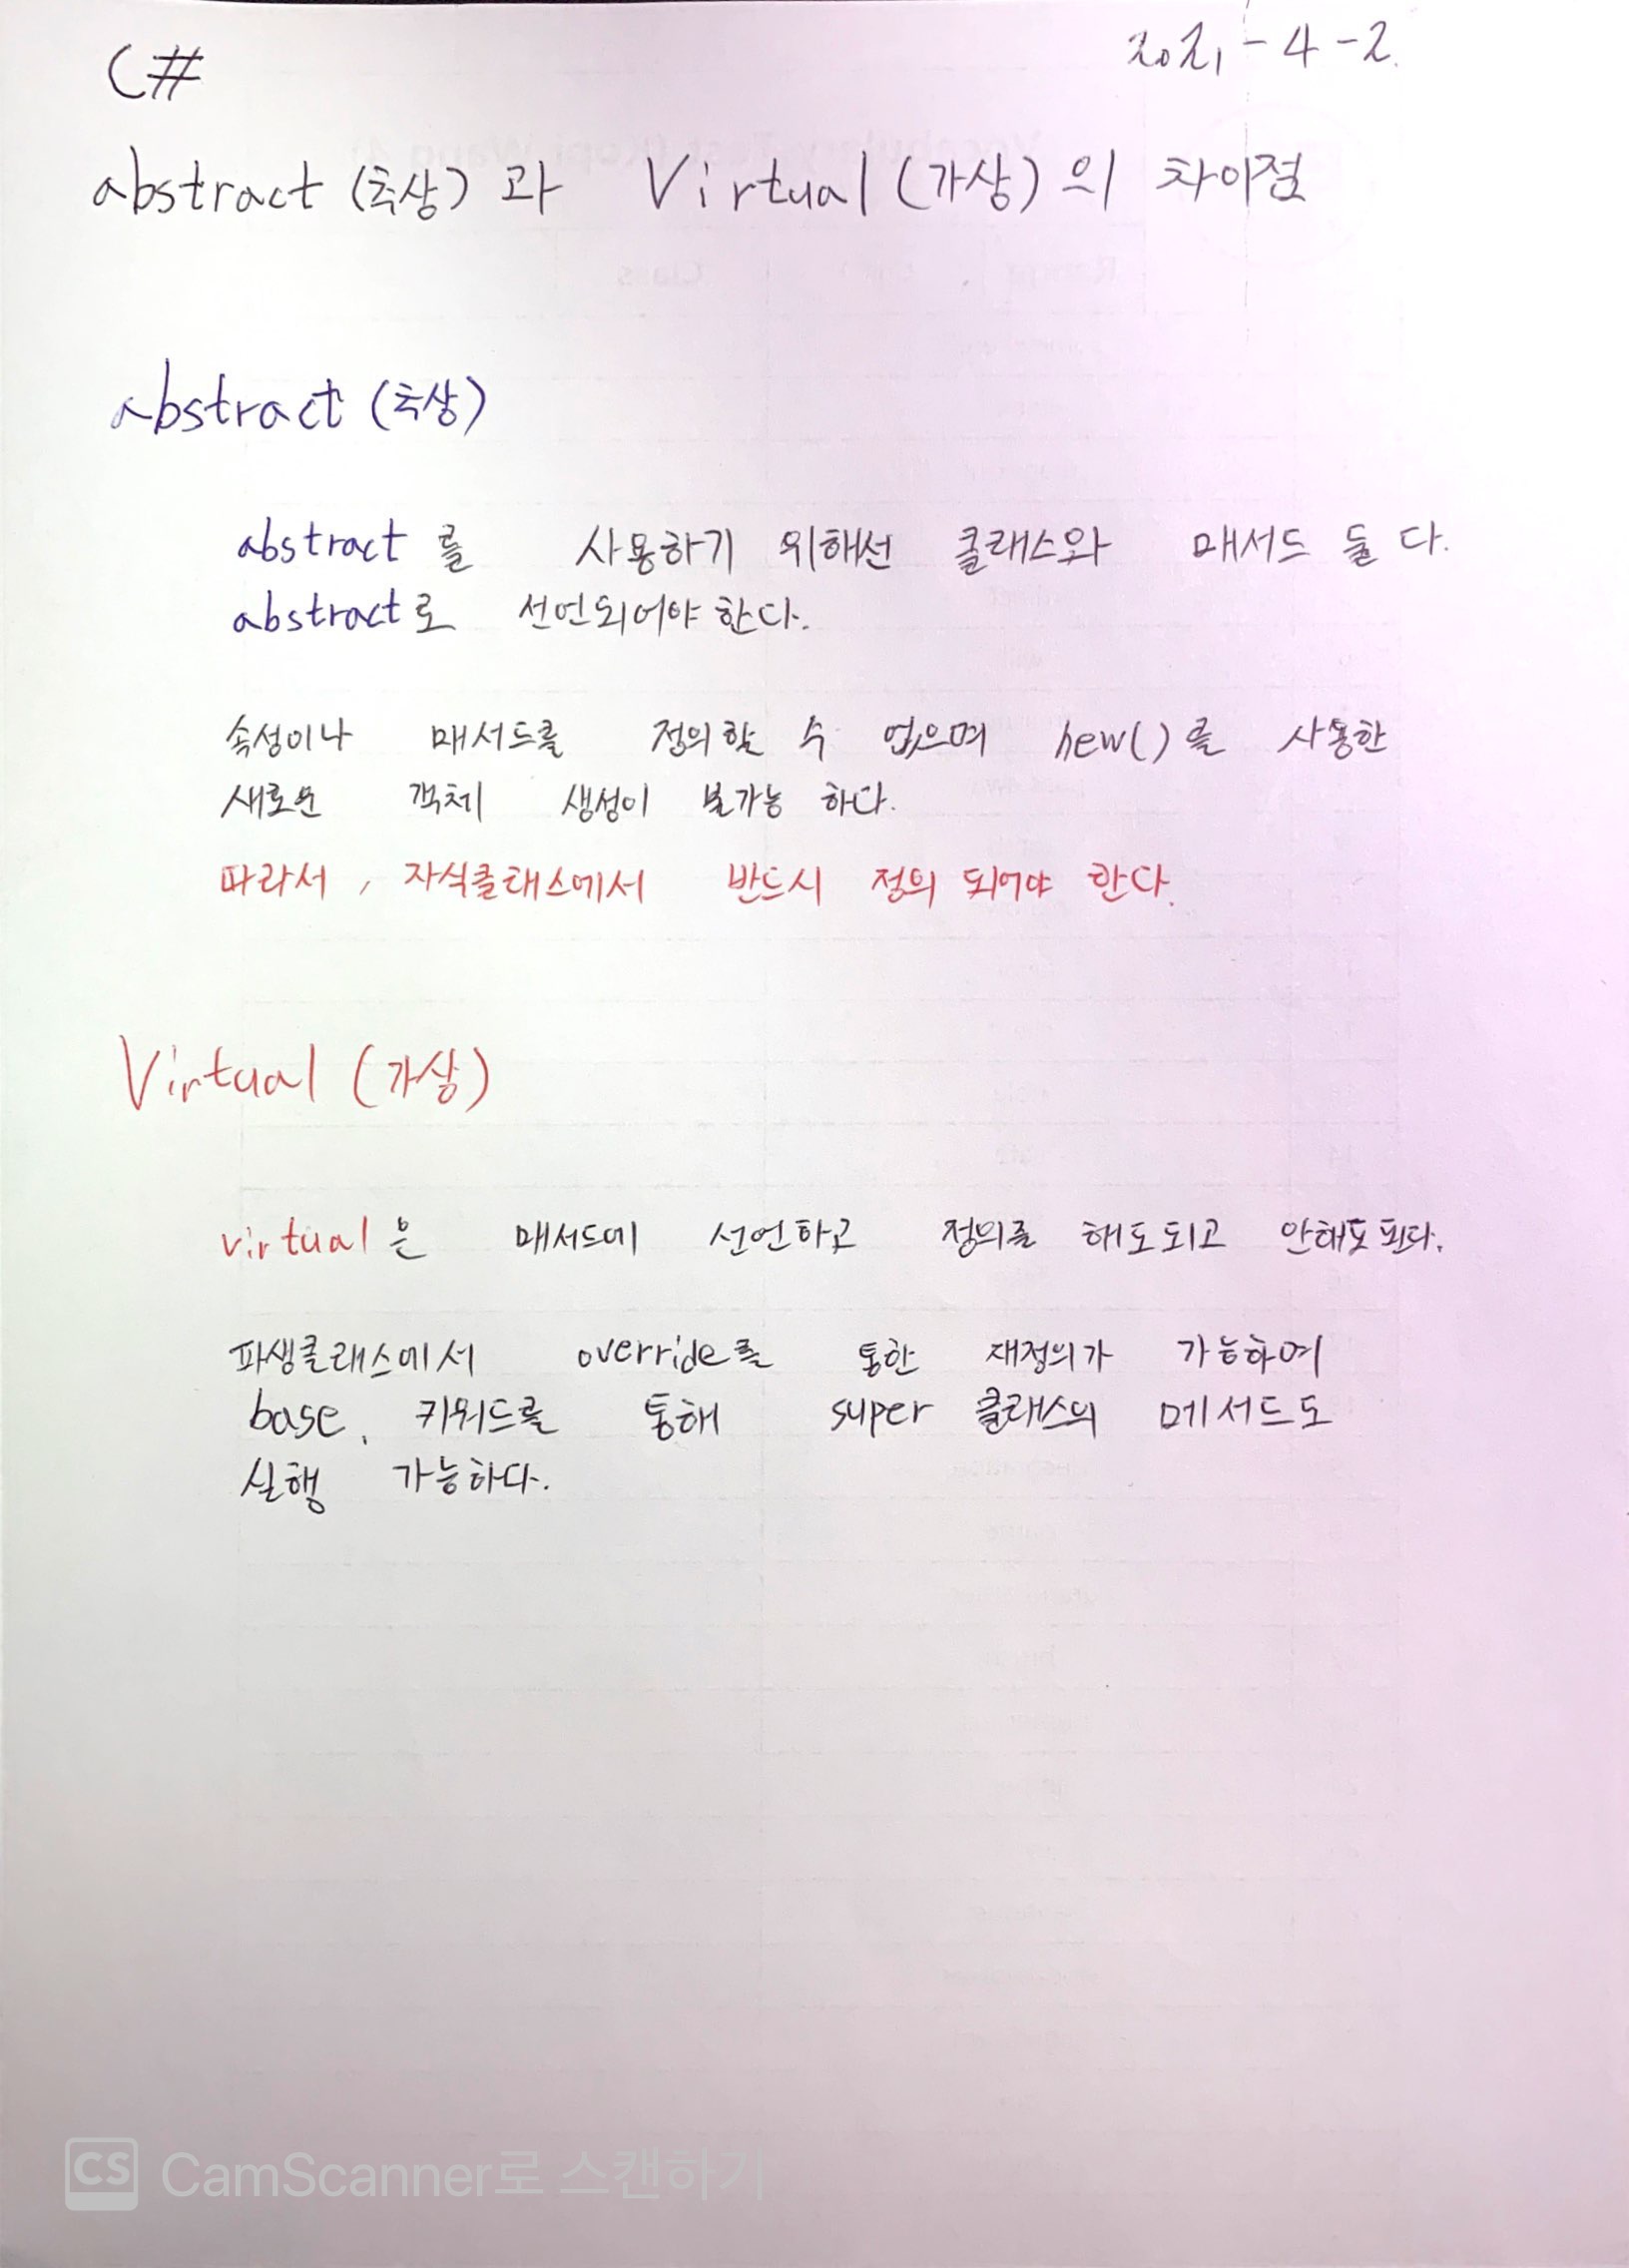 C#
2021-4-2.
abstract (추상) 과 Virtual (가상) 의 차이점
abstract (추상)
abstract 를 사용하기 위해선 클래스와 매서드 둘 다.
abstract로 선언되어야 한다.
속성이나 매서드를 정의할 수 없으며 new() 를 사용한
새로운 객체 생성이 불가능 하다.
따라서, 자식클래스에서 반드시 정의 되어야 한다.
Virtual (가상)
virtual 은 매서드에 선언하고 정의를 해도되고 안해도 된다.
파생클래스에서 override를 통한 재정의가 가능하며
base, 키워드를 통해 super 클래스의 메서드도
실행 가능하다.
CS CamScanner로 스캔하기